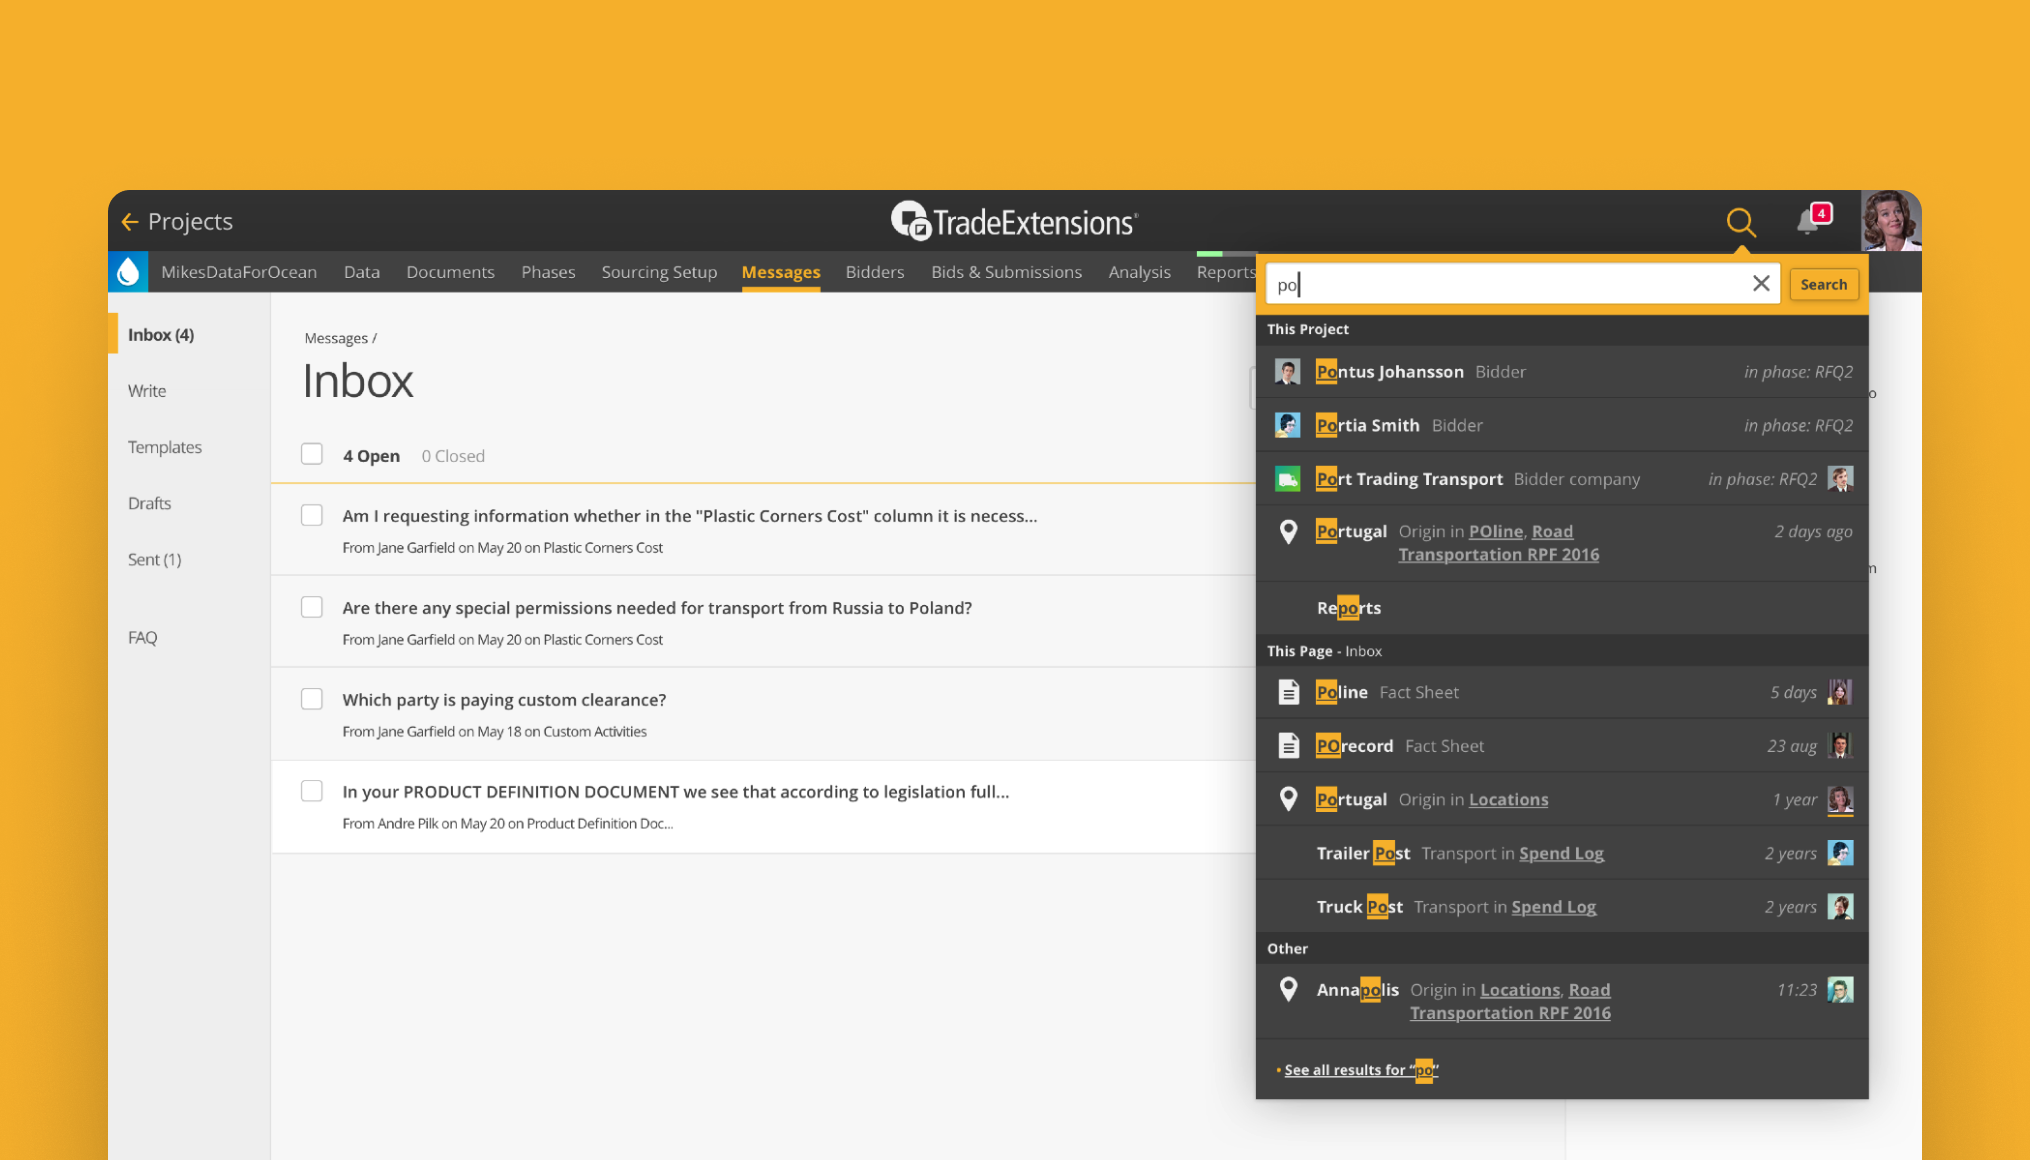 Projects
TradeExtensions®
4
MikesDataForOcean Data Documents Phases Sourcing Setup Messages Bidders Bids & Submissions Analysis Reports
Inbox (4)
Write
Templates
Drafts
Sent (1)
FAQ
Messages /
Inbox
4 Open 0 Closed
Am I requesting information whether in the "Plastic Corners Cost" column it is necess...
From Jane Garfield on May 20 on Plastic Corners Cost
Are there any special permissions needed for transport from Russia to Poland?
From Jane Garfield on May 20 on Plastic Corners Cost
Which party is paying custom clearance?
From Jane Garfield on May 18 on Custom Activities
In your PRODUCT DEFINITION DOCUMENT we see that according to legislation full...
From Andre Pilk on May 20 on Product Definition Doc...
po Search
This Project
Pontus Johansson Bidder in phase: RFQ2
Portia Smith Bidder in phase: RFQ2
Port Trading Transport Bidder company in phase: RFQ2
Portugal Origin in POline, Road 2 days ago
Transportation RPF 2016
Reports
This Page - Inbox
Poline Fact Sheet 5 days
POrecord Fact Sheet 23 aug
Portugal Origin in Locations 1 year
Trailer Post Transport in Spend Log 2 years
Truck Post Transport in Spend Log 2 years
Other
Annapolis Origin in Locations, Road 11:23
Transportation RPF 2016
• See all results for “po“